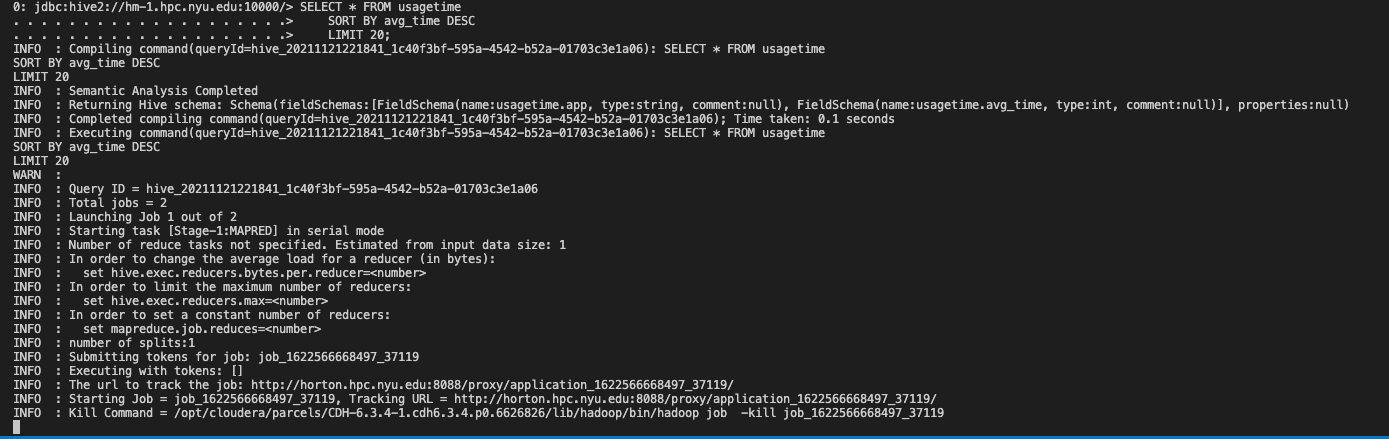 0: jdbc:hive2://hm-1.hpc.nyu.edu:10000/> SELECT * FROM usagetime
. . . . . . . . . . . . . . . . . . . .>     SORT BY avg_time DESC
. . . . . . . . . . . . . . . . . . . .>     LIMIT 20;
INFO  : Compiling command(queryId=hive_20211121221841_1c40f3bf-595a-4542-b52a-01703c3e1a06): SELECT * FROM usagetime
SORT BY avg_time DESC
LIMIT 20
INFO  : Semantic Analysis Completed
INFO  : Returning Hive schema: Schema(fieldSchemas:[FieldSchema(name:usagetime.app, type:string, comment:null), FieldSchema(name:usagetime.avg_time, type:int, comment:null)], properties:null)
INFO  : Completed compiling command(queryId=hive_20211121221841_1c40f3bf-595a-4542-b52a-01703c3e1a06); Time taken: 0.1 seconds
INFO  : Executing command(queryId=hive_20211121221841_1c40f3bf-595a-4542-b52a-01703c3e1a06): SELECT * FROM usagetime
SORT BY avg_time DESC
LIMIT 20
WARN  :
INFO  : Query ID = hive_20211121221841_1c40f3bf-595a-4542-b52a-01703c3e1a06
INFO  : Total jobs = 2
INFO  : Launching Job 1 out of 2
INFO  : Starting task [Stage-1:MAPRED] in serial mode
INFO  : Number of reduce tasks not specified. Estimated from input data size: 1
INFO  : In order to change the average load for a reducer (in bytes):
INFO  :   set hive.exec.reducers.bytes.per.reducer=<number>
INFO  : In order to limit the maximum number of reducers:
INFO  :   set hive.exec.reducers.max=<number>
INFO  : In order to set a constant number of reducers:
INFO  :   set mapreduce.job.reduces=<number>
INFO  : number of splits:1
INFO  : Submitting tokens for job: job_1622566668497_37119
INFO  : Executing with tokens: []
INFO  : The url to track the job: http://horton.hpc.nyu.edu:8088/proxy/application_1622566668497_37119/
INFO  : Starting Job = job_1622566668497_37119, Tracking URL = http://horton.hpc.nyu.edu:8088/proxy/application_1622566668497_37119/
INFO  : Kill Command = /opt/cloudera/parcels/CDH-6.3.4-1.cdh6.3.4.p0.6626826/lib/hadoop/bin/hadoop job  -kill job_1622566668497_37119